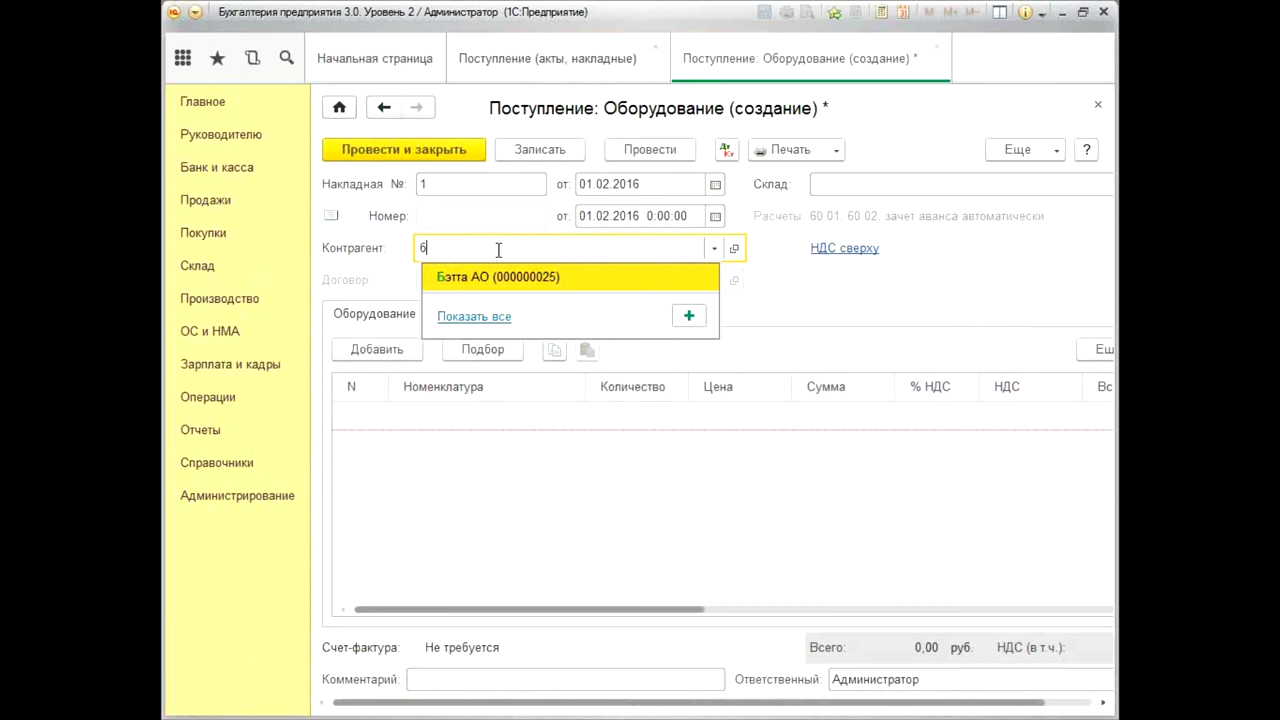 Бухгалтерия предприятия 3.0. Уровень 2 / Администратор (1С:Предприятие)
M M+ M-
Начальная страница
Поступление (акты, накладные)
Поступление: Оборудование (создание) *
Главное
Руководителю
Банк и касса
Продажи
Покупки
Склад
Производство
ОС и НМА
Зарплата и кадры
Операции
Отчеты
Справочники
Администрирование
Поступление: Оборудование (создание) *
Провести и закрыть
Записать
Провести
Дт Кт
Печать
Еще
?
Накладная №: 1 от: 01.02.2016 Склад:
Номер: от: 01.02.2016 0:00:00 Расчеты 60.01, 60.02, зачет аванса автоматически
Контрагент: б НДС сверху
Бэтта АО (000000025)
Договор:
Показать все
Оборудование
Добавить Подбор Ещ
N Номенклатура Количество Цена Сумма % НДС НДС Вс
Счет-фактура: Не требуется Всего: 0,00 руб. НДС (в т.ч.):
Комментарий: Ответственный: Администратор